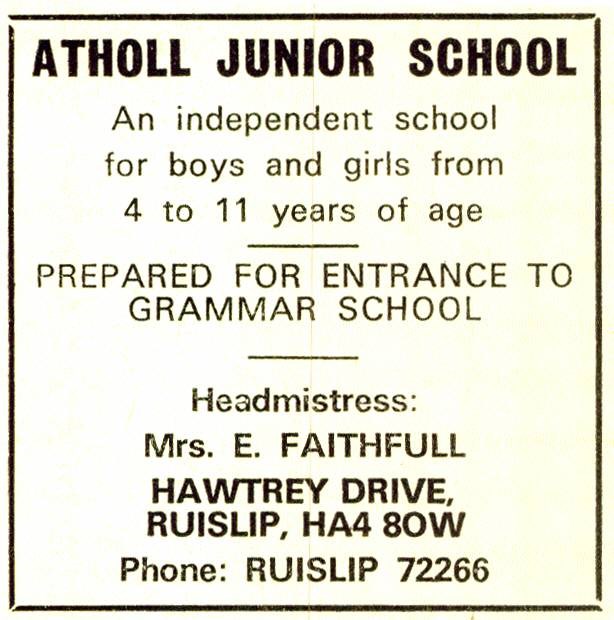 ATHOLL JUNIOR SCHOOL
An independent school
for boys and girls from
4 to 11 years of age
PREPARED FOR ENTRANCE TO
GRAMMAR SCHOOL
Headmistress:
Mrs. E. FAITHFULL
HAWTREY DRIVE,
RUISLIP, HA4 8OW
Phone: RUISLIP 72266